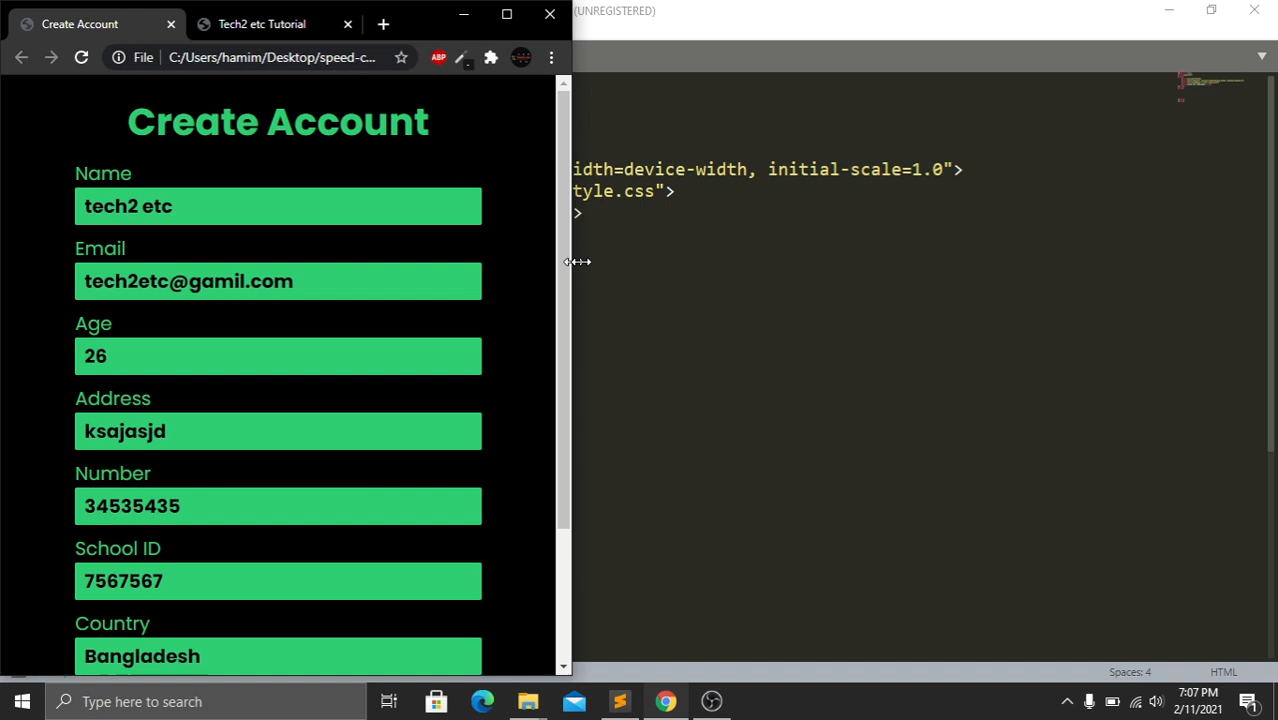 Create Account
Tech2 etc Tutorial
(UNREGISTERED)
File
C:/Users/hamim/Desktop/speed-c...
ABP
Create Account
Name
tech2 etc
Email
tech2etc@gamil.com
Age
26
Address
ksajasjd
Number
34535435
School ID
7567567
Country
Bangladesh
idth=device-width, initial-scale=1.0">
tyle.css">
>
Spaces: 4
HTML
Type here to search
7:07 PM
2/11/2021
1